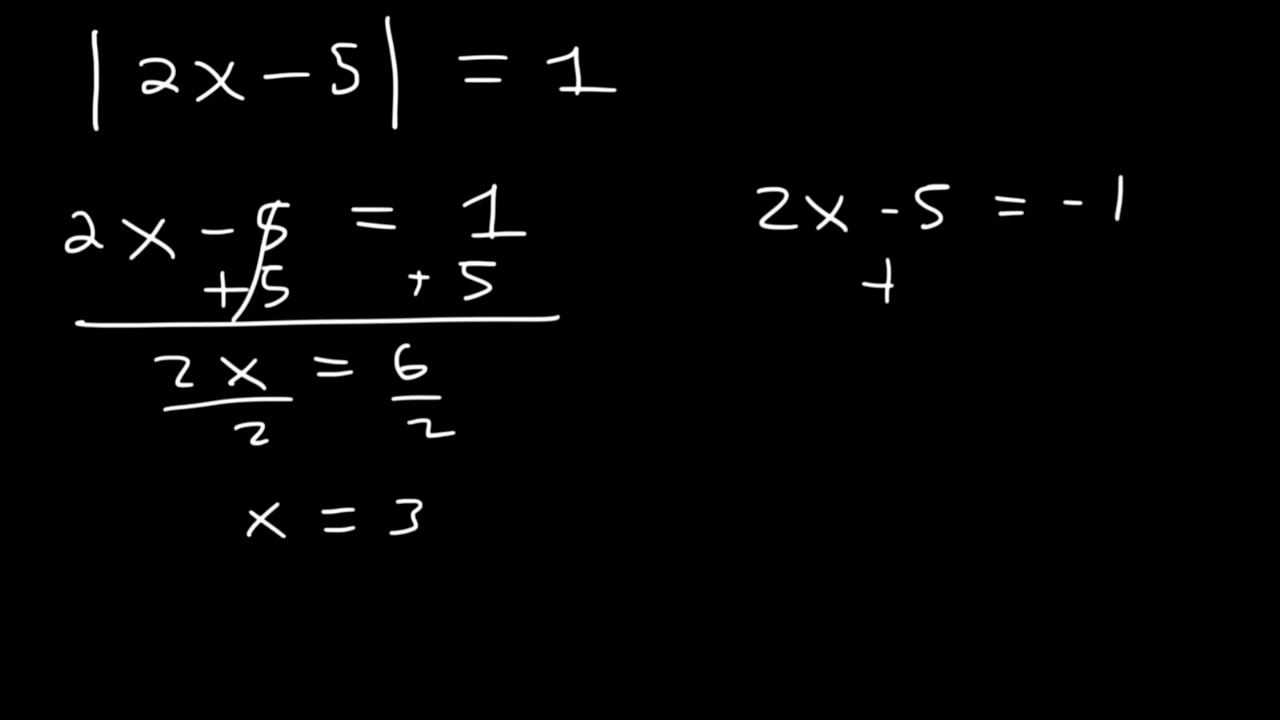 |2x-5| = 1
2x-5 = 1
+5 +5
2x = 6
2 2
x = 3
2x-5 = -1
+